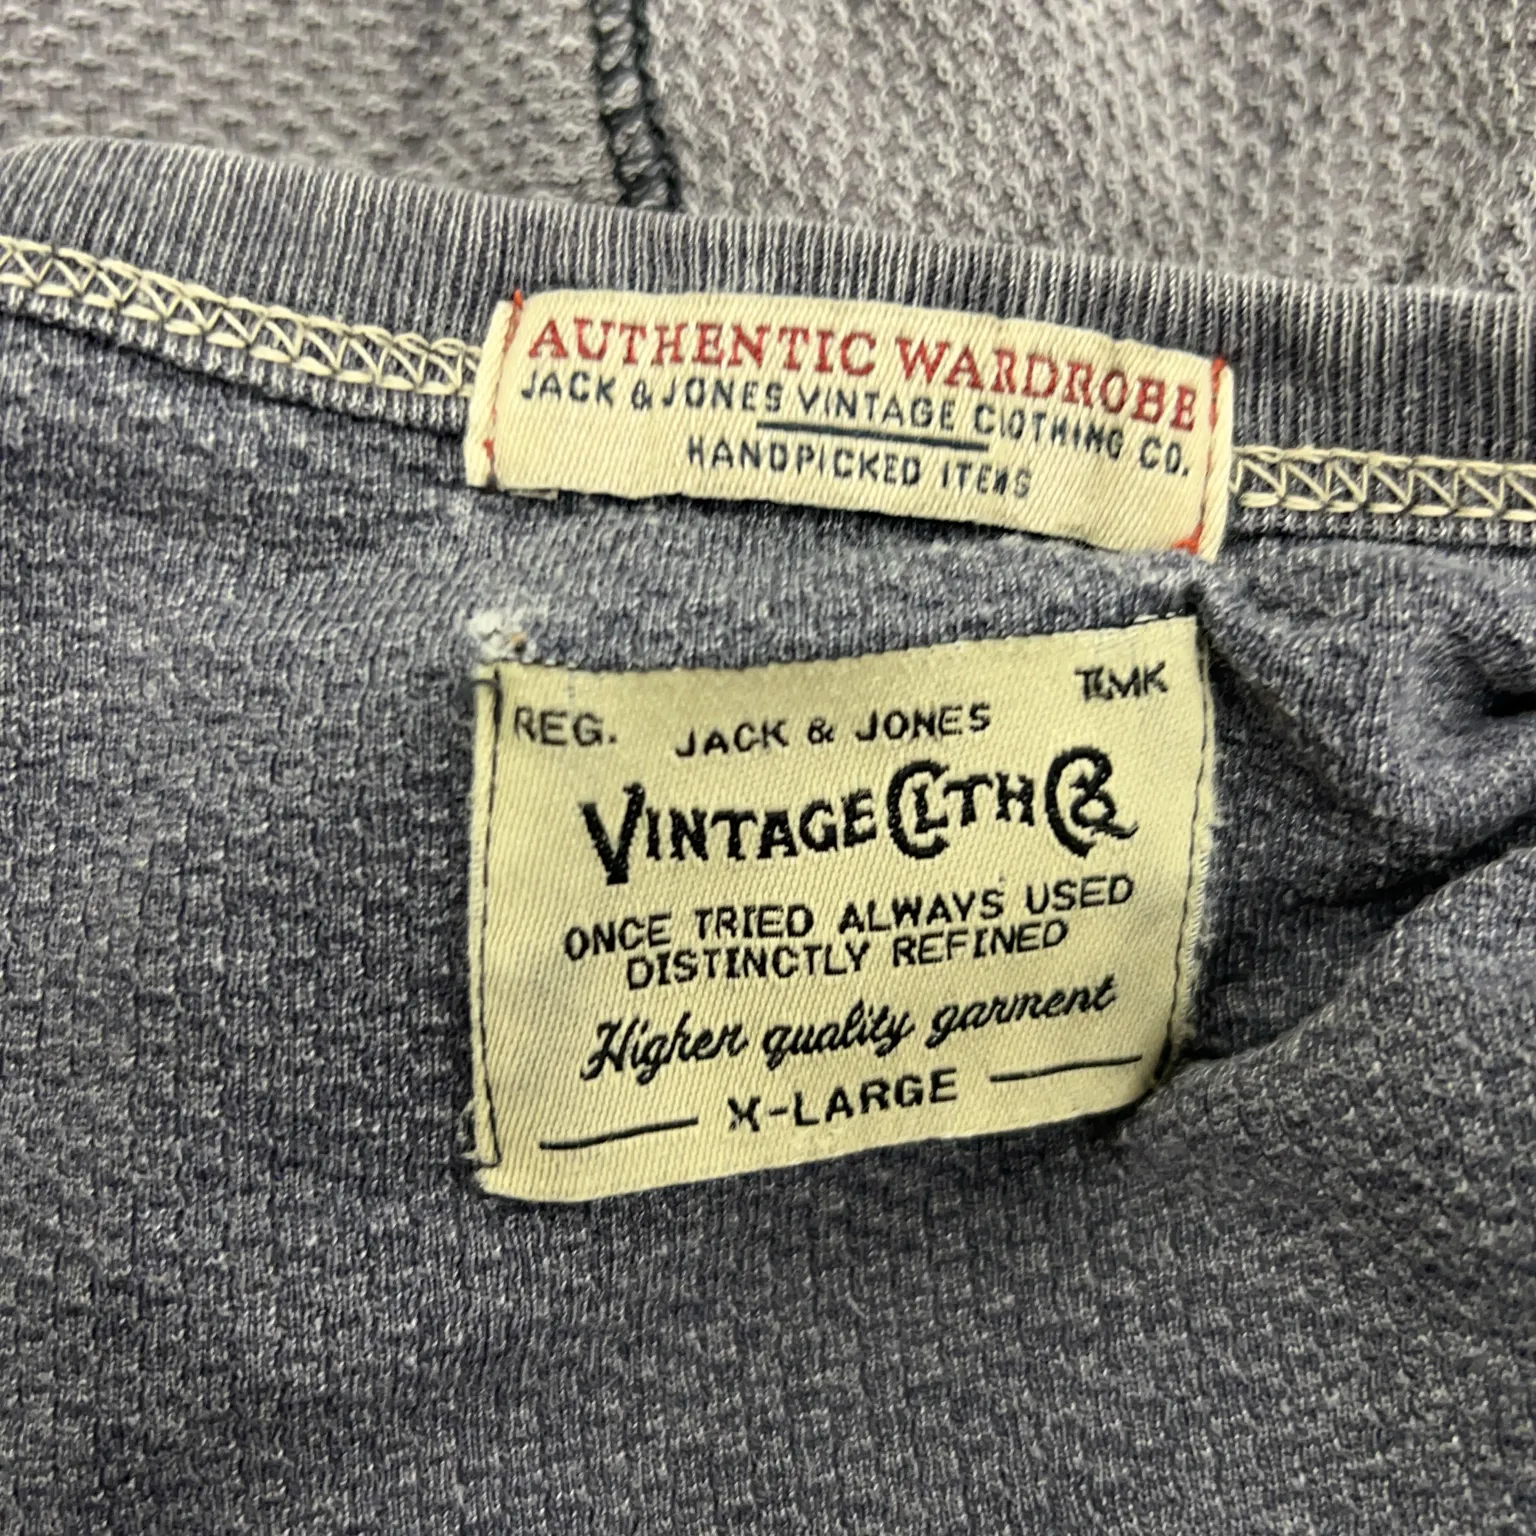 AUTHENTIC WARDROBE
JACK & JONES VINTAGE CLOTHING CO.
HANDPICKED ITEMS
REG. JACK & JONES
VINTAGE CLTH Co
ONCE TRIED ALWAYS USED
DISTINCTLY REFINED
Higher quality garment
X-LARGE